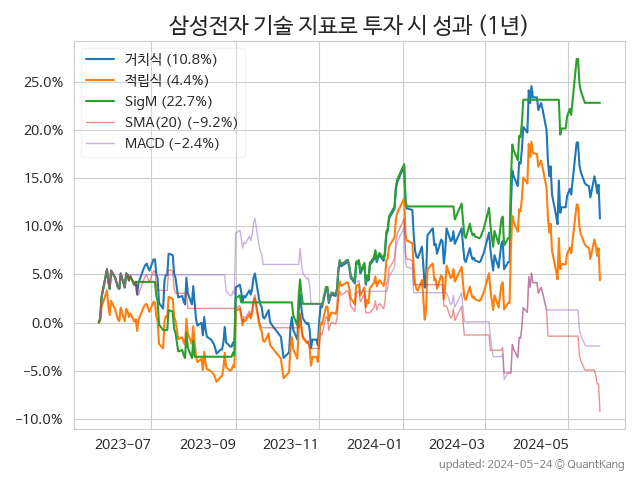 삼성전자 기술 지표로 투자 시 성과 (1년)
거치식 (10.8%)
적립식 (4.4%)
SigM (22.7%)
SMA(20) (−9.2%)
MACD (−2.4%)
25.0%
20.0%
15.0%
10.0%
5.0%
0.0%
−5.0%
−10.0%
2023-07 2023-09 2023-11 2024-01 2024-03 2024-05
updated: 2024-05-24 © QuantKang